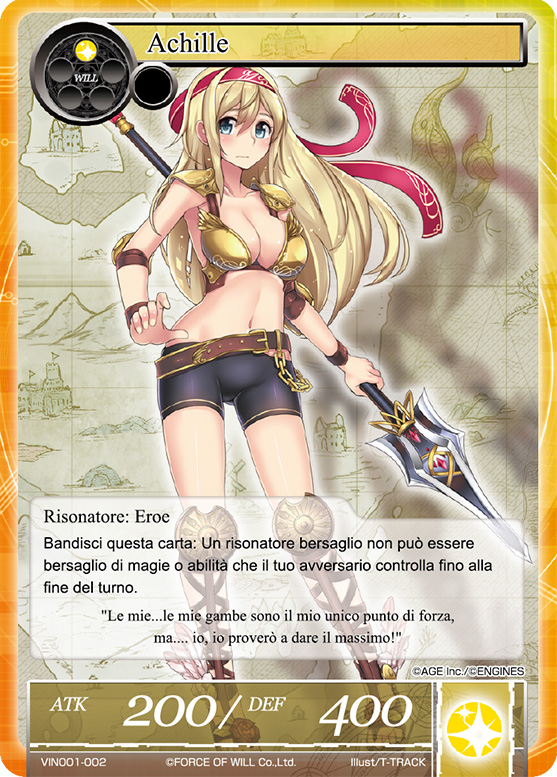 Achille
WILL
Risonatore: Eroe
Bandisci questa carta: Un risonatore bersaglio non può essere
bersaglio di magie o abilità che il tuo avversario controlla fino alla
fine del turno.
"Le mie...le mie gambe sono il mio unico punto di forza,
ma.... io, io proverò a dare il massimo!"
©AGE Inc./©ENGINES
ATK 200/ DEF 400
VIN001-002 ©FORCE OF WILL Co.,Ltd. Illust/T-TRACK